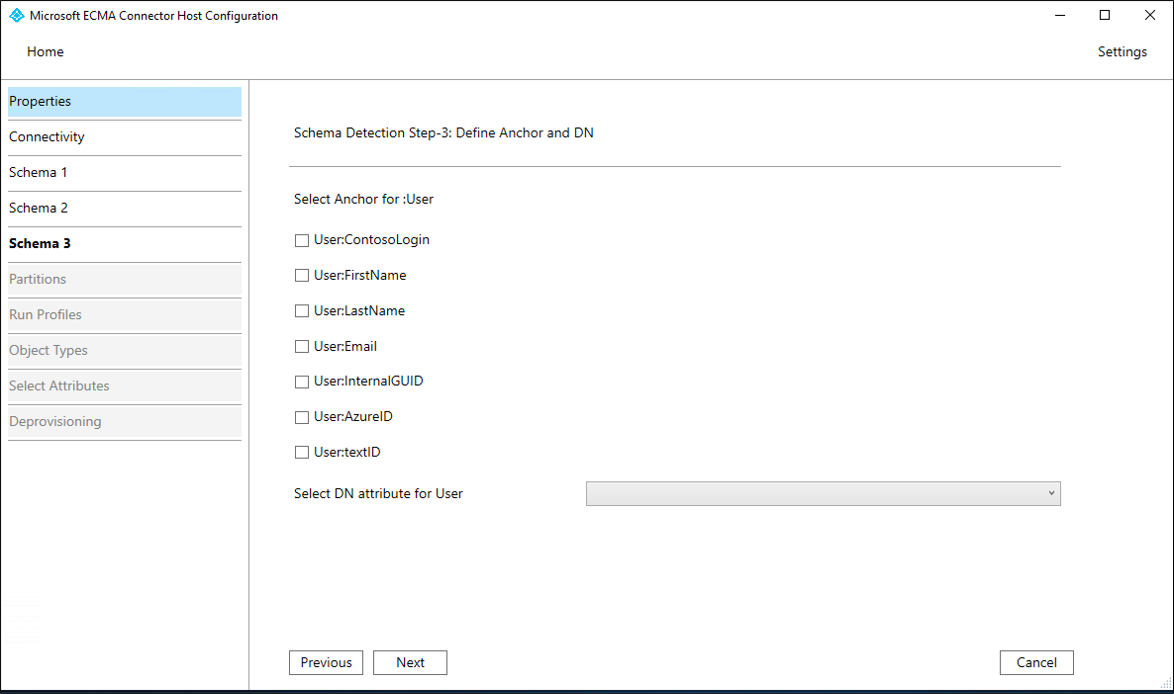 Microsoft ECMA Connector Host Configuration
Home
Settings
Properties
Connectivity
Schema 1
Schema 2
Schema 3
Partitions
Run Profiles
Object Types
Select Attributes
Deprovisioning
Schema Detection Step-3: Define Anchor and DN
Select Anchor for :User
User:ContosoLogin
User:FirstName
User:LastName
User:Email
User:InternalGUID
User:AzureID
User:textID
Select DN attribute for User
Previous
Next
Cancel